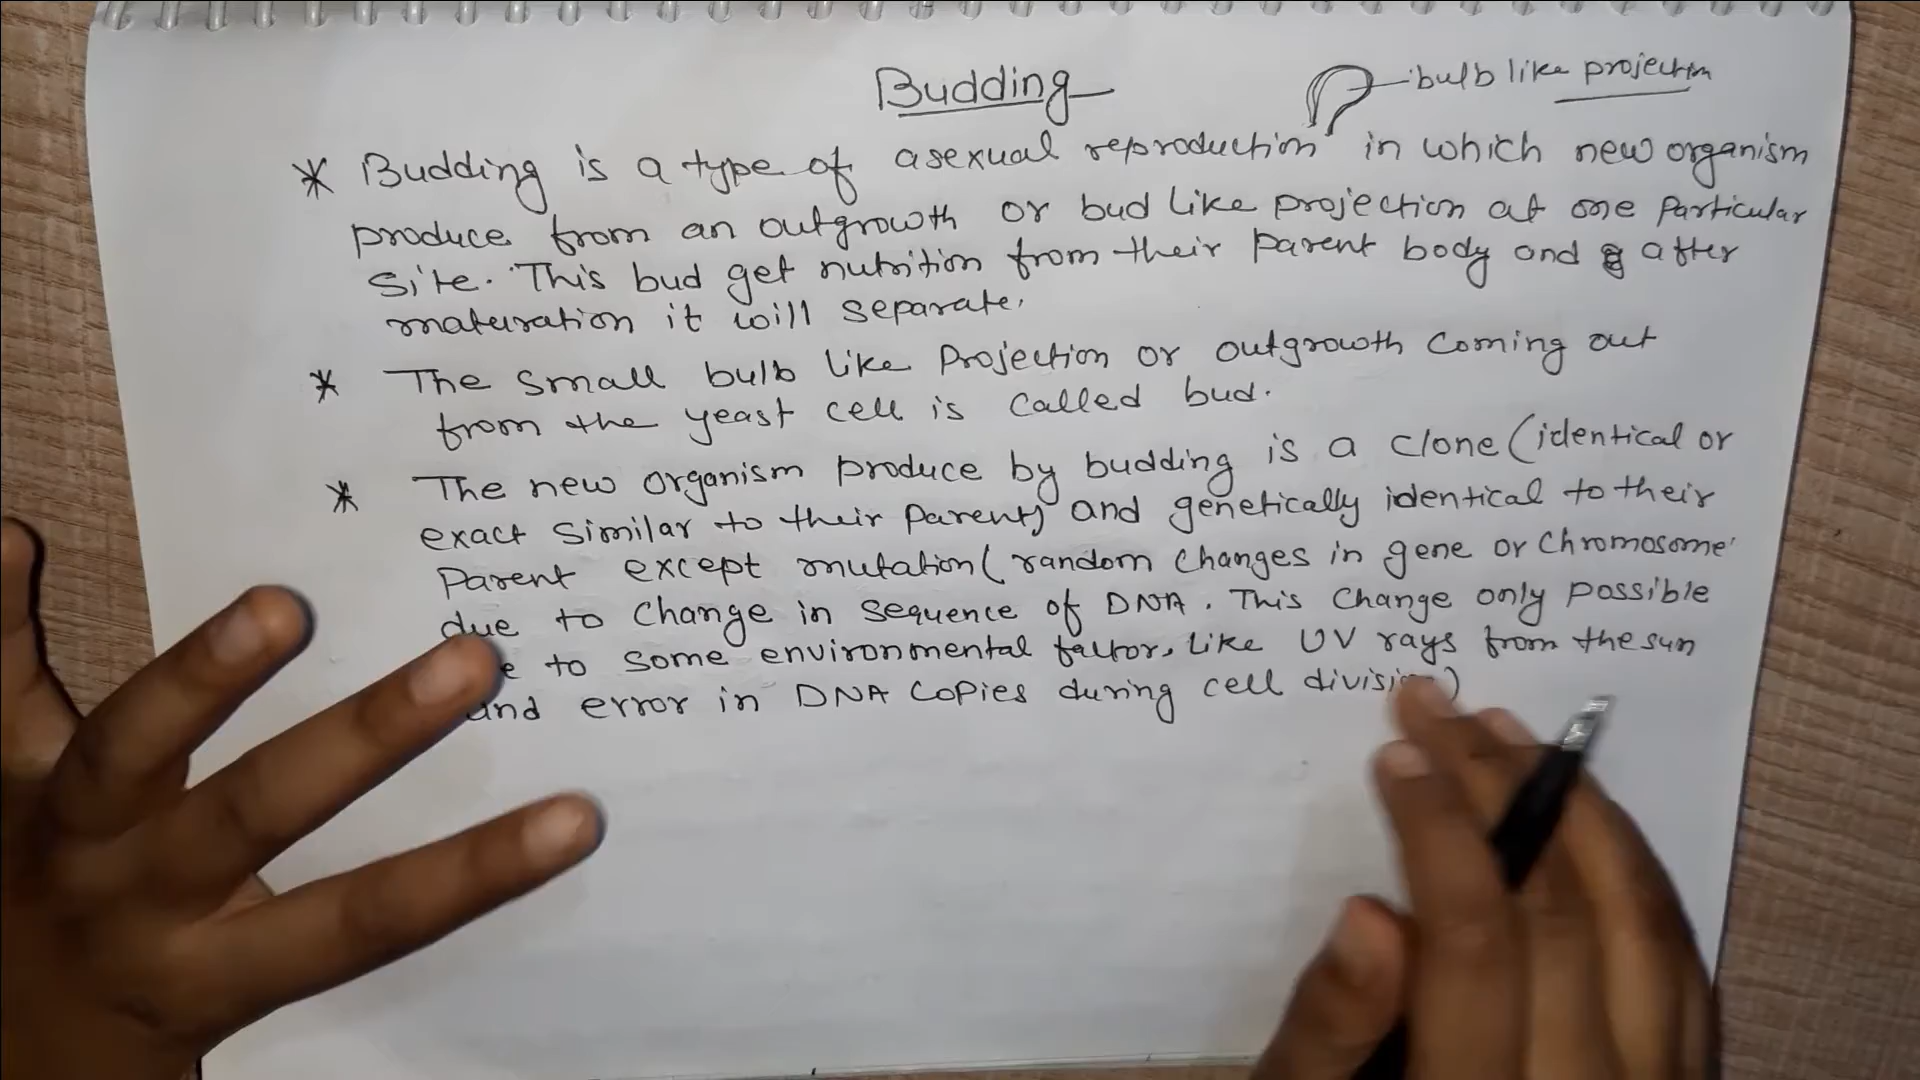 Budding
bulb like projection
* Budding is a type of asexual reproduction in which new organism
produce from an outgrowth or bud like projection at one particular
site. This bud get nutrition from their parent body and after
maturation it will separate.
* The small bulb like projection or outgrowth coming out
from the yeast cell is called bud.
* The new organism produce by budding is a clone (identical or
exact similar to their parent) and genetically identical to their
parent except mutation ( random changes in gene or chromosome
due to change in sequence of DNA. This change only possible
to some environmental factor, like UV rays from the sun
and error in DNA copies during cell division)